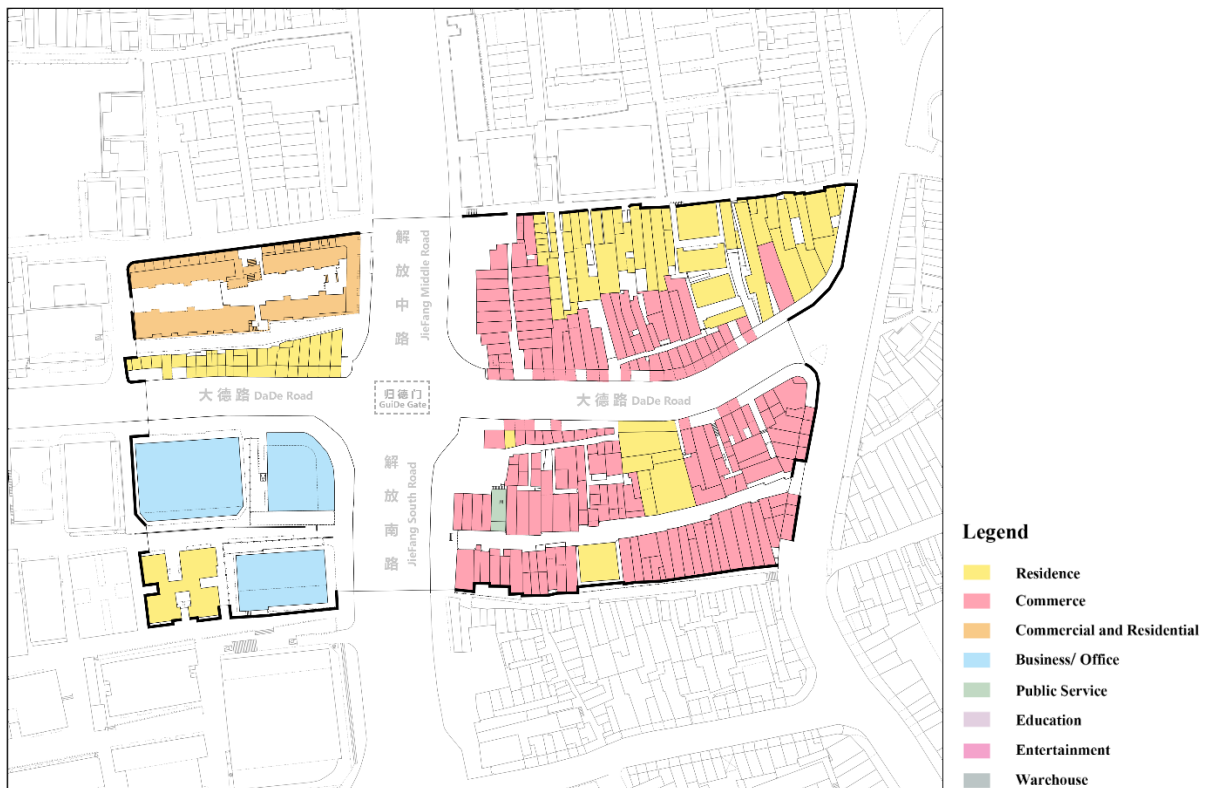 解放中路
JieFang Middle Road
大德路 DaDe Road
归德门
GuiDe Gate
大德路 DaDe Road
解放南路
JieFang South Road
Legend
Residence
Commerce
Commercial and Residential
Business/ Office
Public Service
Education
Entertainment
Warehouse